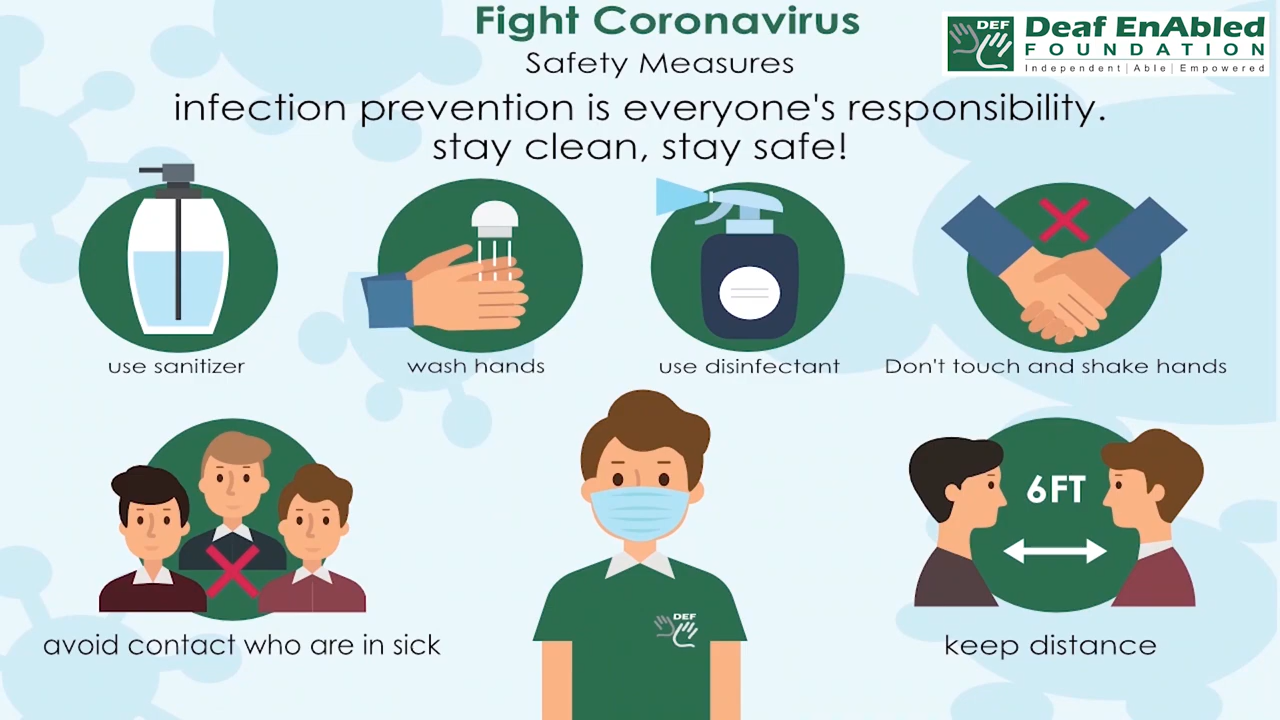 Fight Coronavirus
Safety Measures
DEF
Deaf EnAbled
FOUNDATION
Independent | Able | Empowered
infection prevention is everyone's responsibility.
stay clean, stay safe!
use sanitizer
wash hands
use disinfectant
Don't touch and shake hands
6FT
DEF
avoid contact who are in sick
keep distance